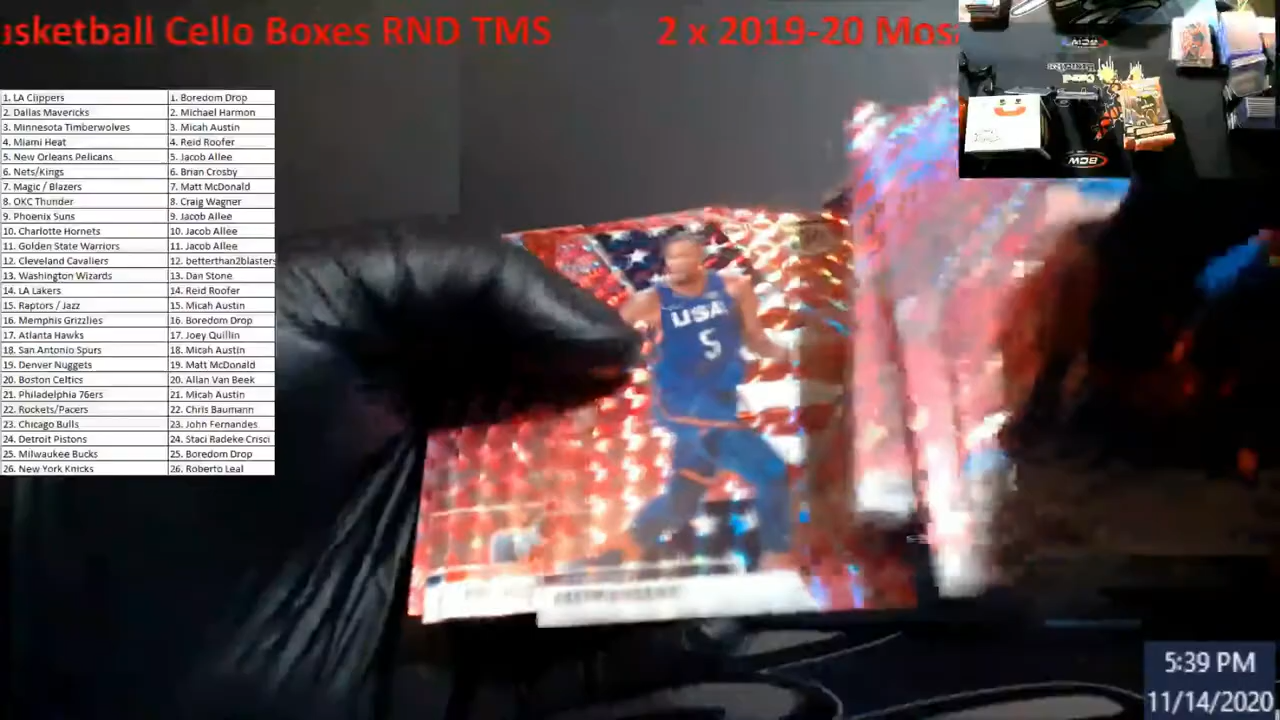 asketball Cello Boxes RND TMS 2 x 2019-20 Mos
1. LA Clippers 1. Boredom Drop
2. Dallas Mavericks 2. Michael Harmon
3. Minnesota Timberwolves 3. Micah Austin
4. Miami Heat 4. Reid Roofer
5. New Orleans Pelicans 5. Jacob Allee
6. Nets/Kings 6. Brian Crosby
7. Magic / Blazers 7. Matt McDonald
8. OKC Thunder 8. Craig Wagner
9. Phoenix Suns 9. Jacob Allee
10. Charlotte Hornets 10. Jacob Allee
11. Golden State Warriors 11. Jacob Allee
12. Cleveland Cavaliers 12. betterthan2blasters
13. Washington Wizards 13. Dan Stone
14. LA Lakers 14. Reid Roofer
15. Raptors / Jazz 15. Micah Austin
16. Memphis Grizzlies 16. Boredom Drop
17. Atlanta Hawks 17. Joey Quillin
18. San Antonio Spurs 18. Micah Austin
19. Denver Nuggets 19. Matt McDonald
20. Boston Celtics 20. Allan Van Beek
21. Philadelphia 76ers 21. Micah Austin
22. Rockets/Pacers 22. Chris Baumann
23. Chicago Bulls 23. John Fernandes
24. Detroit Pistons 24. Staci Radeke Crisci
25. Milwaukee Bucks 25. Boredom Drop
26. New York Knicks 26. Roberto Leal
USA
5
BCW
BCW
5:39 PM
11/14/2020